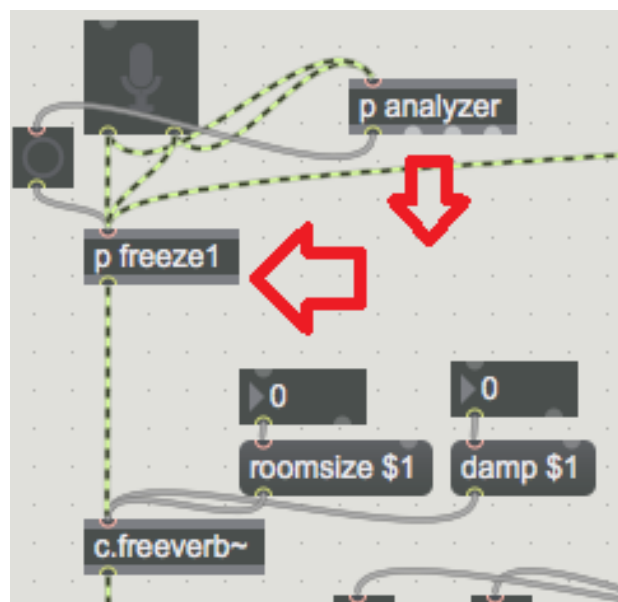 p analyzer
p freeze1
0
0
roomsize $1
damp $1
c.freeverb~